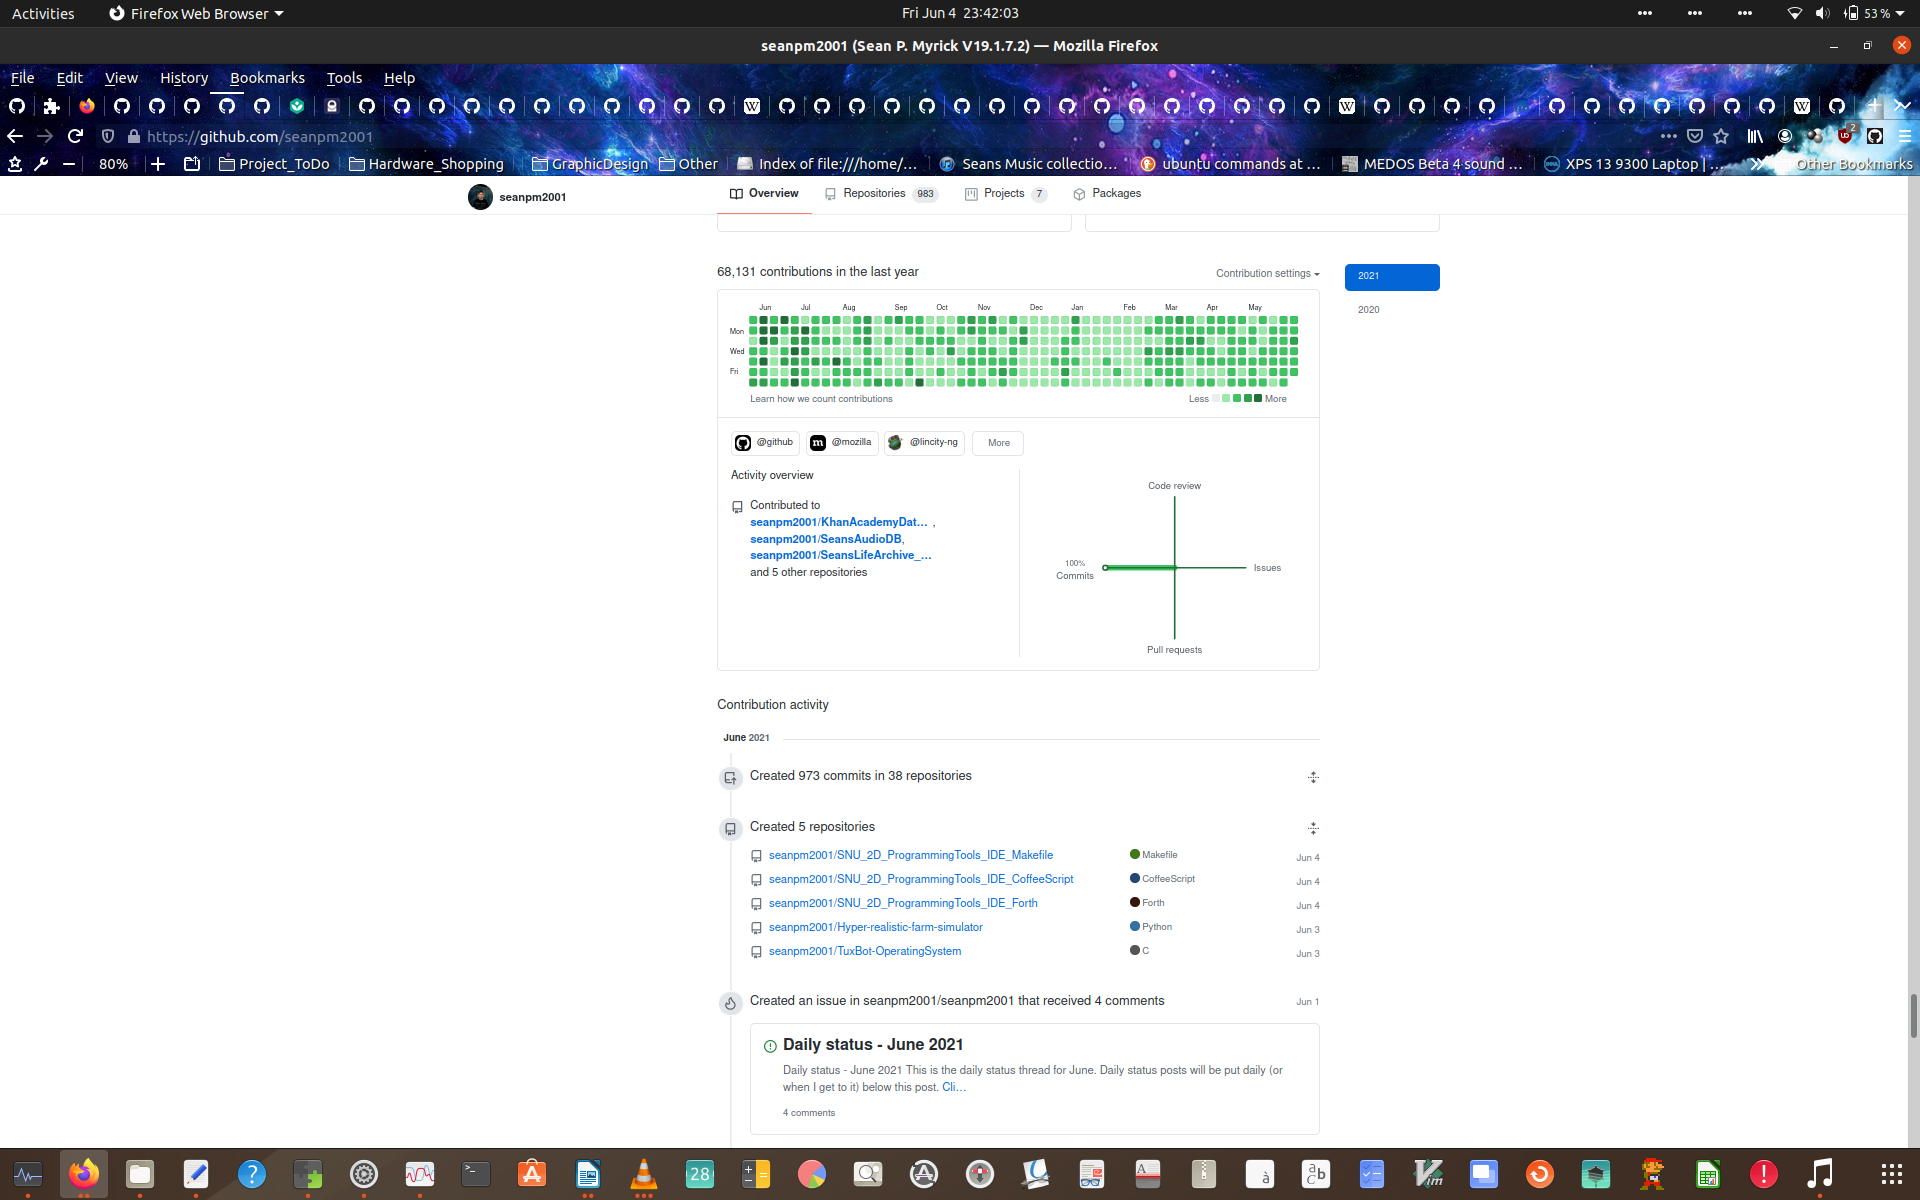 Activities Firefox Web Browser Fri Jun 4 23:42:03 53 %
seanpm2001 (Sean P. Myrick V19.1.7.2) — Mozilla Firefox
File Edit View History Bookmarks Tools Help
https://github.com/seanpm2001 2
80% Project_ToDo Hardware_Shopping GraphicDesign Other Index of file:///home/... Seans Music collectio... ubuntu commands at ... MEDOS Beta 4 sound ... XPS 13 9300 Laptop | ... Other Bookmarks
seanpm2001 Overview Repositories 983 Projects 7 Packages
68,131 contributions in the last year Contribution settings 2021
2020
Jun Jul Aug Sep Oct Nov Dec Jan Feb Mar Apr May
Mon
Wed
Fri
Learn how we count contributions Less More
@github @mozilla @lincity-ng More
Activity overview
Contributed to
seanpm2001/KhanAcademyDat... ,
seanpm2001/SeansAudioDB,
seanpm2001/SeansLifeArchive_...
and 5 other repositories
Code review
100%
Commits
Issues
Pull requests
Contribution activity
June 2021
Created 973 commits in 38 repositories
Created 5 repositories
seanpm2001/SNU_2D_ProgrammingTools_IDE_Makefile Makefile Jun 4
seanpm2001/SNU_2D_ProgrammingTools_IDE_CoffeeScript CoffeeScript Jun 4
seanpm2001/SNU_2D_ProgrammingTools_IDE_Forth Forth Jun 4
seanpm2001/Hyper-realistic-farm-simulator Python Jun 3
seanpm2001/TuxBot-OperatingSystem C Jun 3
Created an issue in seanpm2001/seanpm2001 that received 4 comments Jun 1
Daily status - June 2021
Daily status - June 2021 This is the daily status thread for June. Daily status posts will be put daily (or
when I get to it) below this post. Cli...
4 comments
28